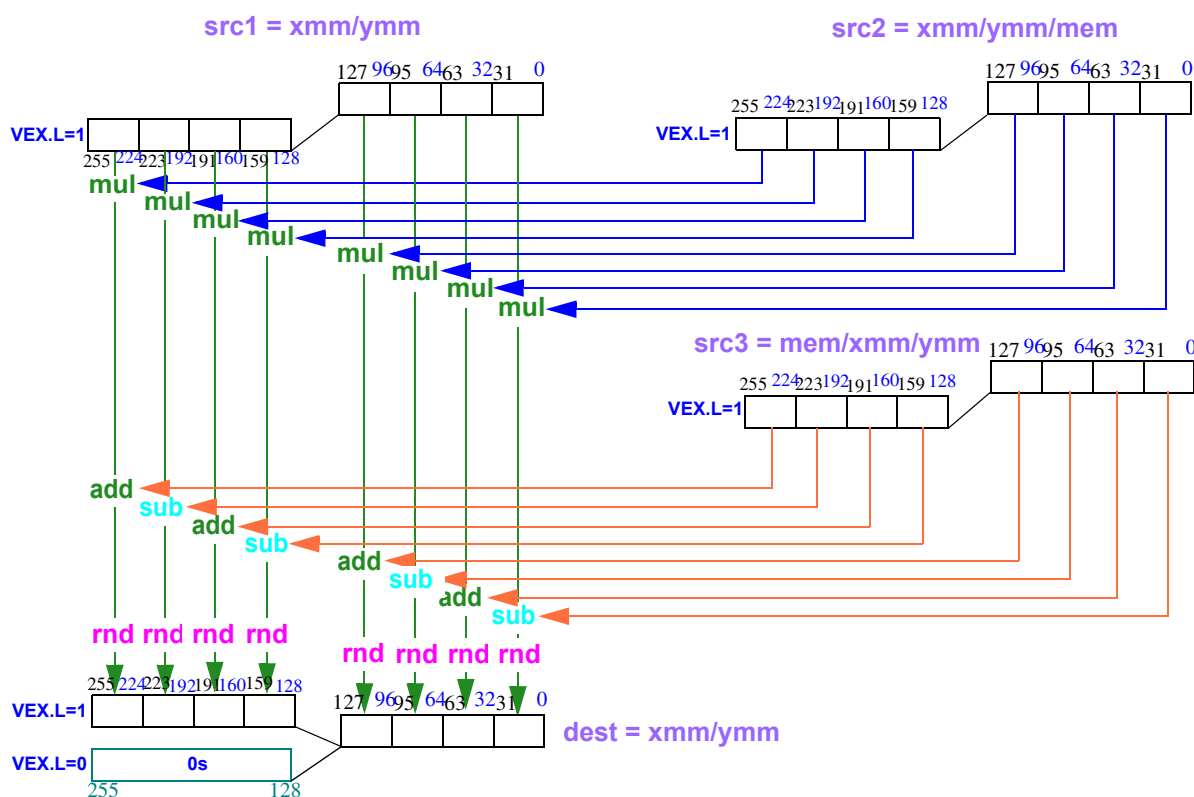 src1 = xmm/ymm
src2 = xmm/ymm/mem
127 96 95 64 63 32 31 0
127 96 95 64 63 32 31 0
255 224 223 192 191 160 159 128
VEX.L=1
VEX.L=1
255 224 223 192 191 160 159 128
mul
mul
mul
mul
mul
mul
mul
mul
src3 = mem/xmm/ymm
127 96 95 64 63 32 31 0
255 224 223 192 191 160 159 128
VEX.L=1
add
sub
add
sub
add
sub
add
sub
rnd rnd rnd rnd
rnd rnd rnd rnd
255 224 223 192 191 160 159 128
127 96 95 64 63 32 31 0
VEX.L=1
dest = xmm/ymm
VEX.L=0 0s
255 128